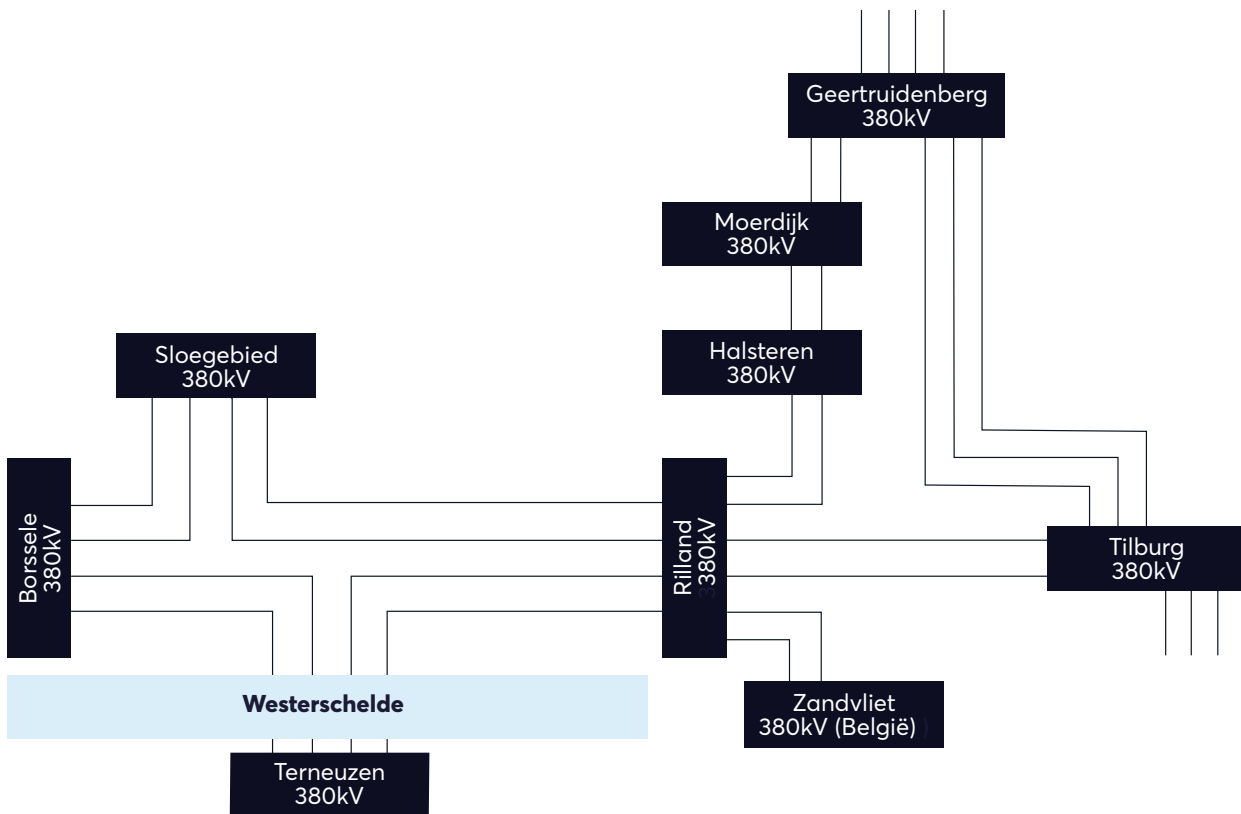 Geertruidenberg
380kV
Moerdijk
380kV
Halsteren
380kV
Sloegebied
380kV
Borssele
380kV
Rilland
380kV
Tilburg
380kV
Westerschelde
Zandvliet
380kV (België)
Terneuzen
380kV